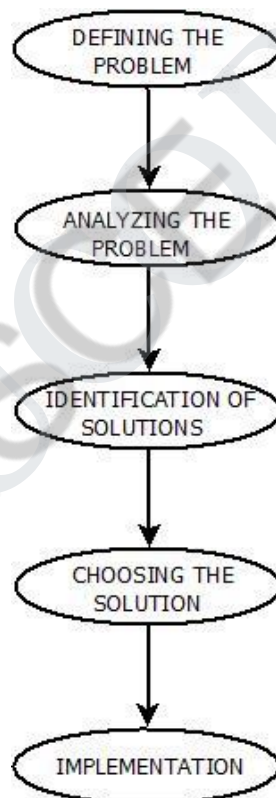 DEFINING THE
PROBLEM
ANALYZING THE
PROBLEM
IDENTIFICATION OF
SOLUTIONS
CHOOSING THE
SOLUTION
IMPLEMENTATION